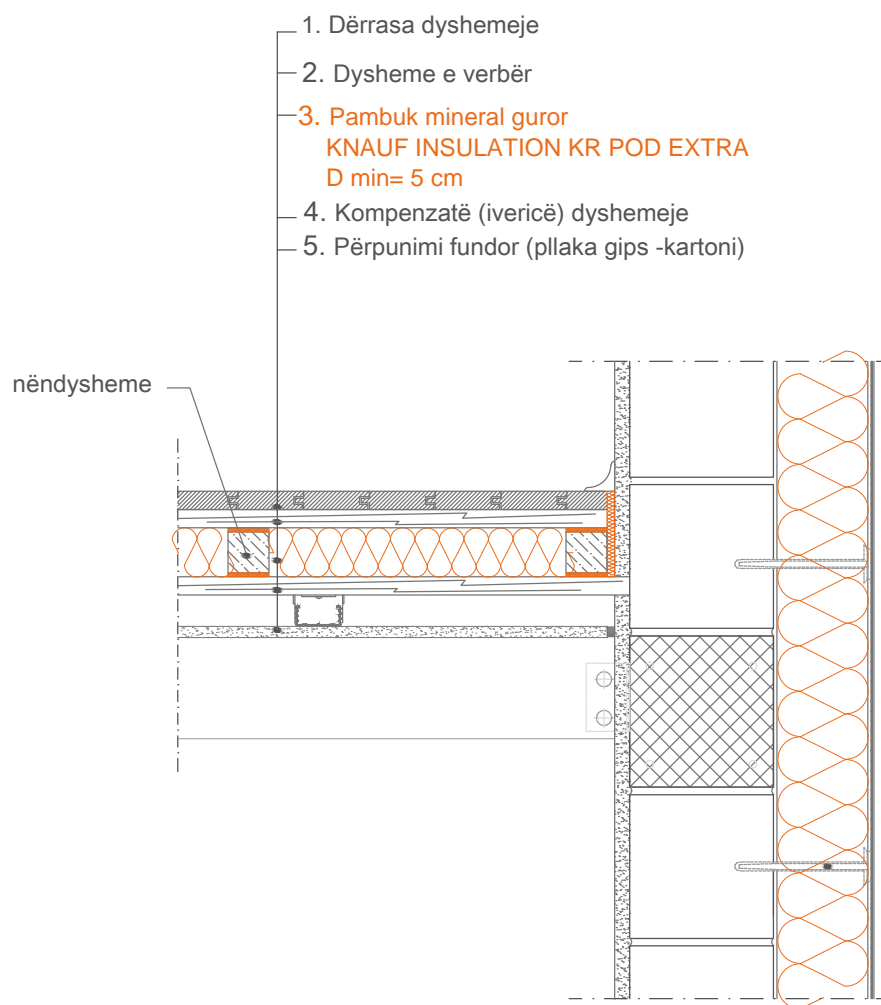 1. Dërrasa dyshemeje
2. Dysheme e verbër
3. Pambuk mineral guror
KNAUF INSULATION KR POD EXTRA
D min= 5 cm
4. Kompenzatë (ivericë) dyshemeje
5. Përpunimi fundor (pllaka gips -kartoni)
nëndysheme